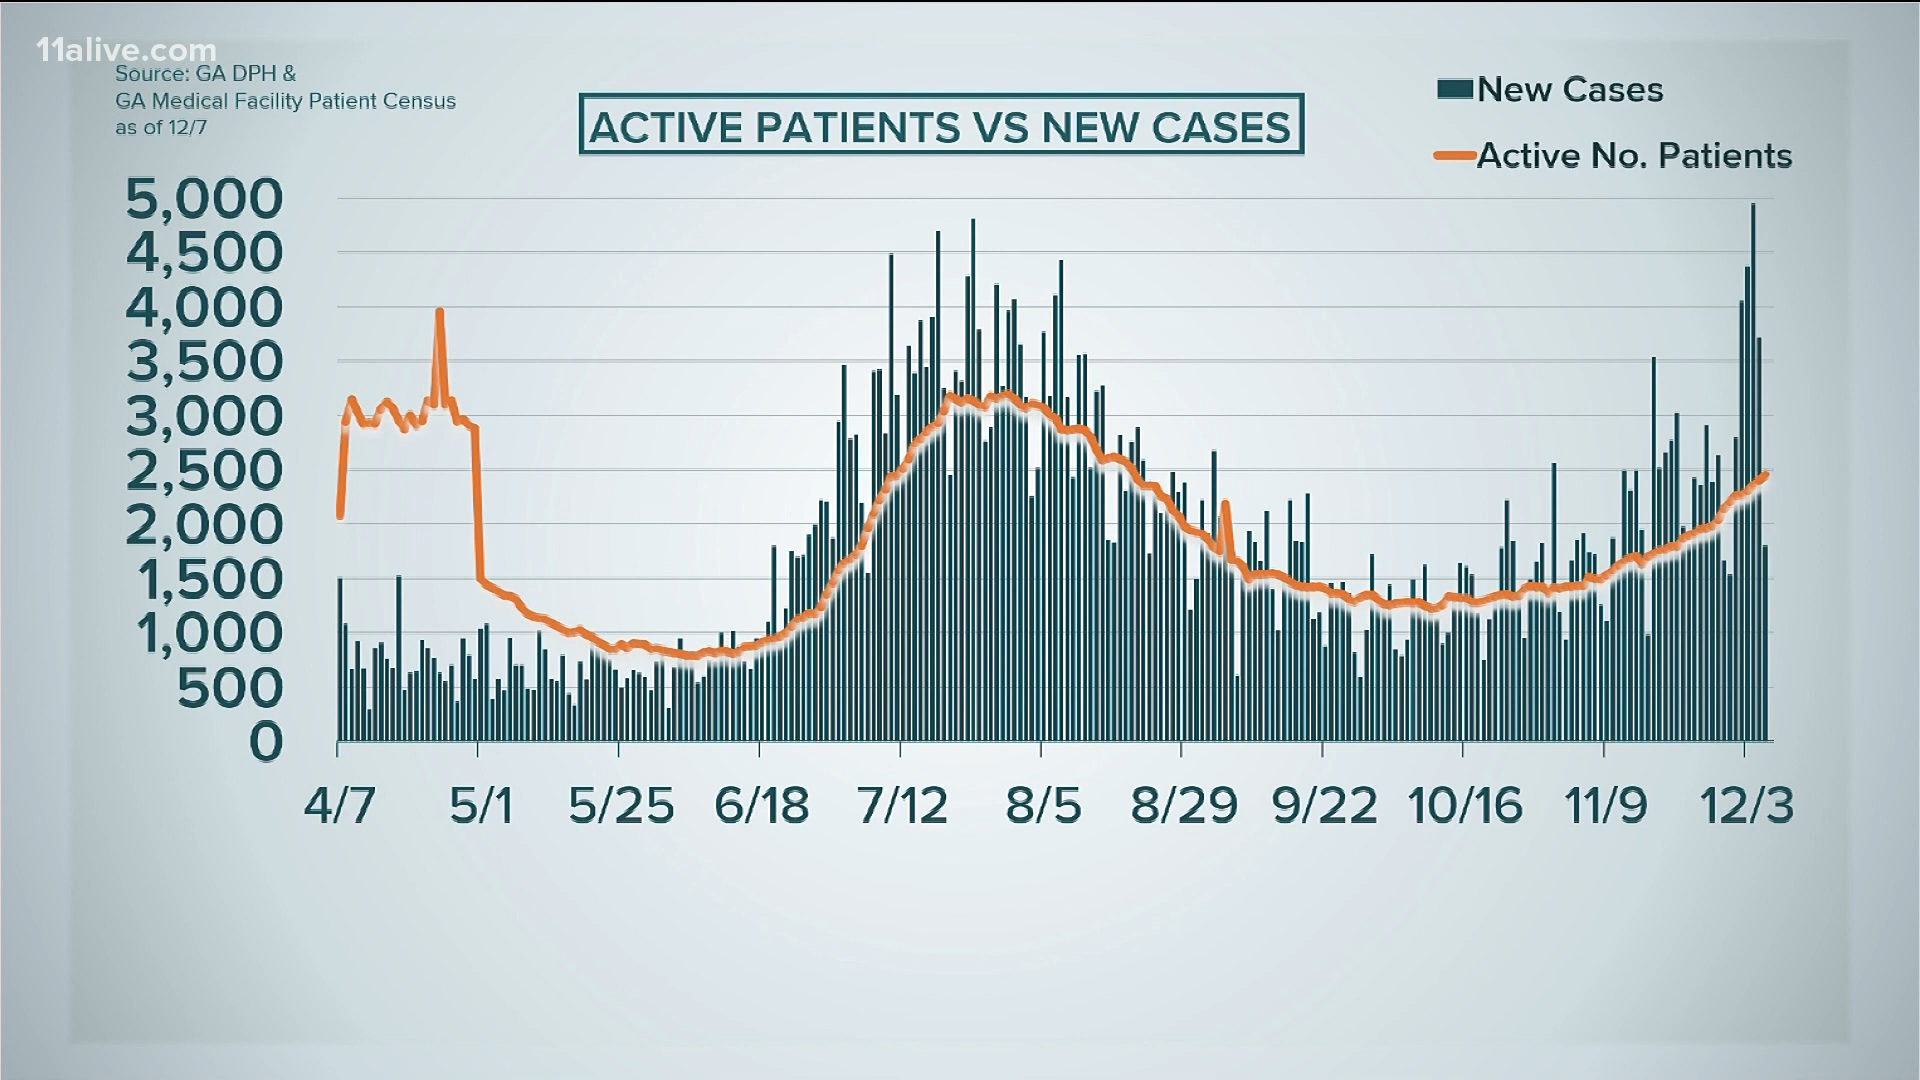 11alive.com
Source: GA DPH &
GA Medical Facility Patient Census
as of 12/7
ACTIVE PATIENTS VS NEW CASES
New Cases
Active No. Patients
5,000
4,500
4,000
3,500
3,000
2,500
2,000
1,500
1,000
500
0
4/7 5/1 5/25 6/18 7/12 8/5 8/29 9/22 10/16 11/9 12/3